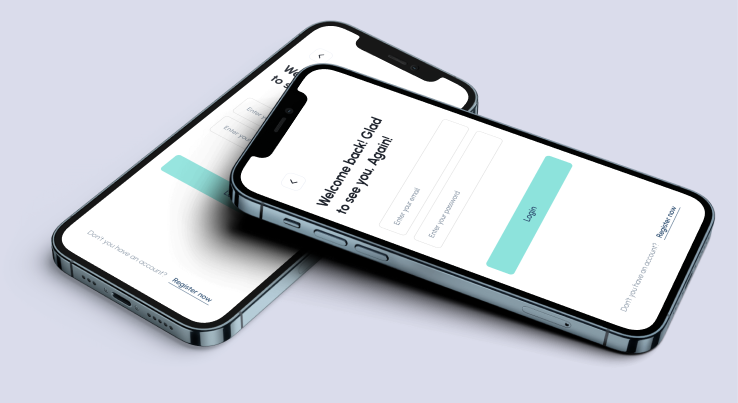 We
to s
Enter
Enter you
Don't you have an account? Register now
Welcome back! Glad
to see you, Again!
Enter your email
Enter your password
Login
Don't you have an account? Register now